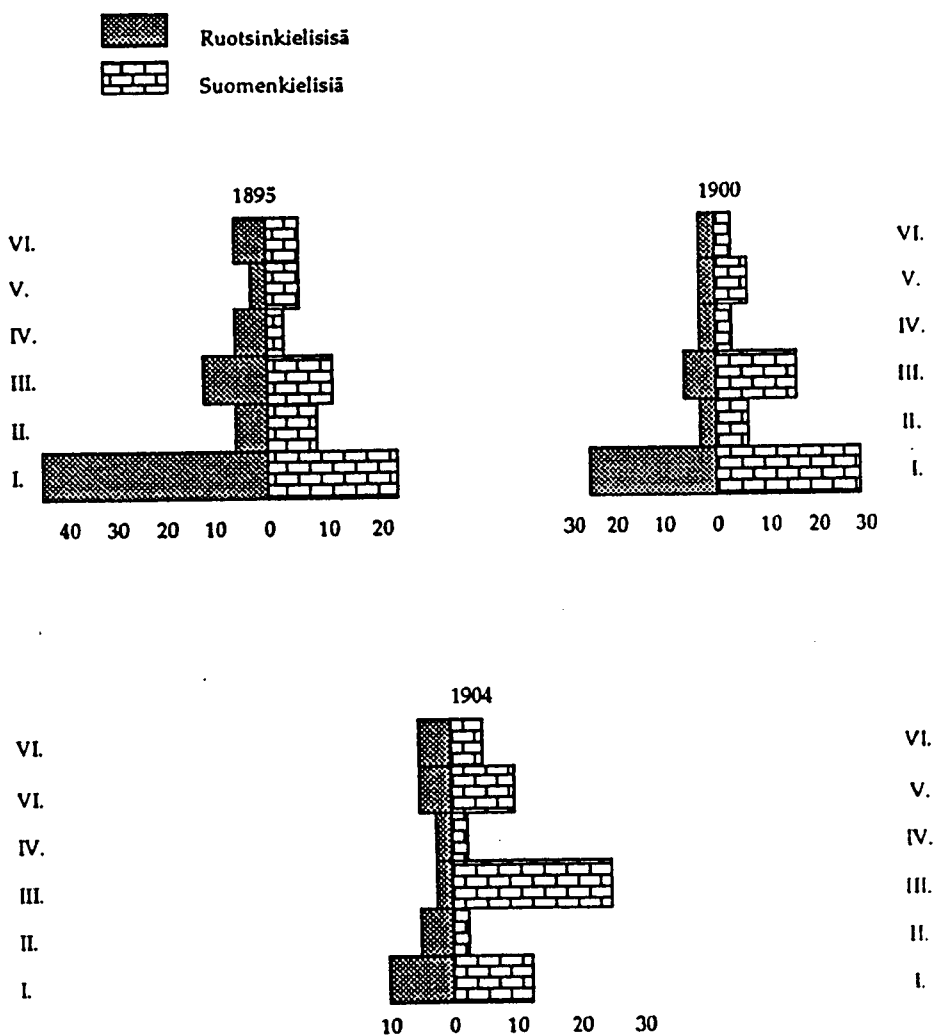 Ruotsinkielisisä
Suomenkielisiä
1895
VI.
V.
IV.
III.
II.
I.
40 30 20 10 0 10 20
1900
VI.
V.
IV.
III.
II.
I.
30 20 10 0 10 20 30
1904
VI.
VI.
IV.
III.
II.
I.
VI.
V.
IV.
III.
II.
I.
10 0 10 20 30